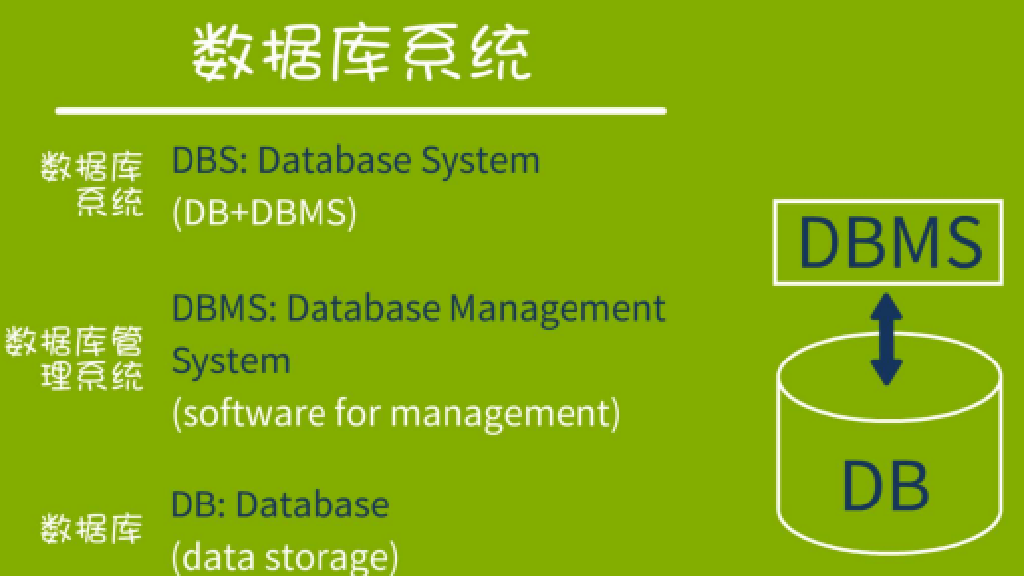 数据库系统
数据库
系统
DBS: Database System
(DB+DBMS)
数据库管
理系统
DBMS: Database Management
System
(software for management)
数据库
DB: Database
(data storage)
DBMS
DB